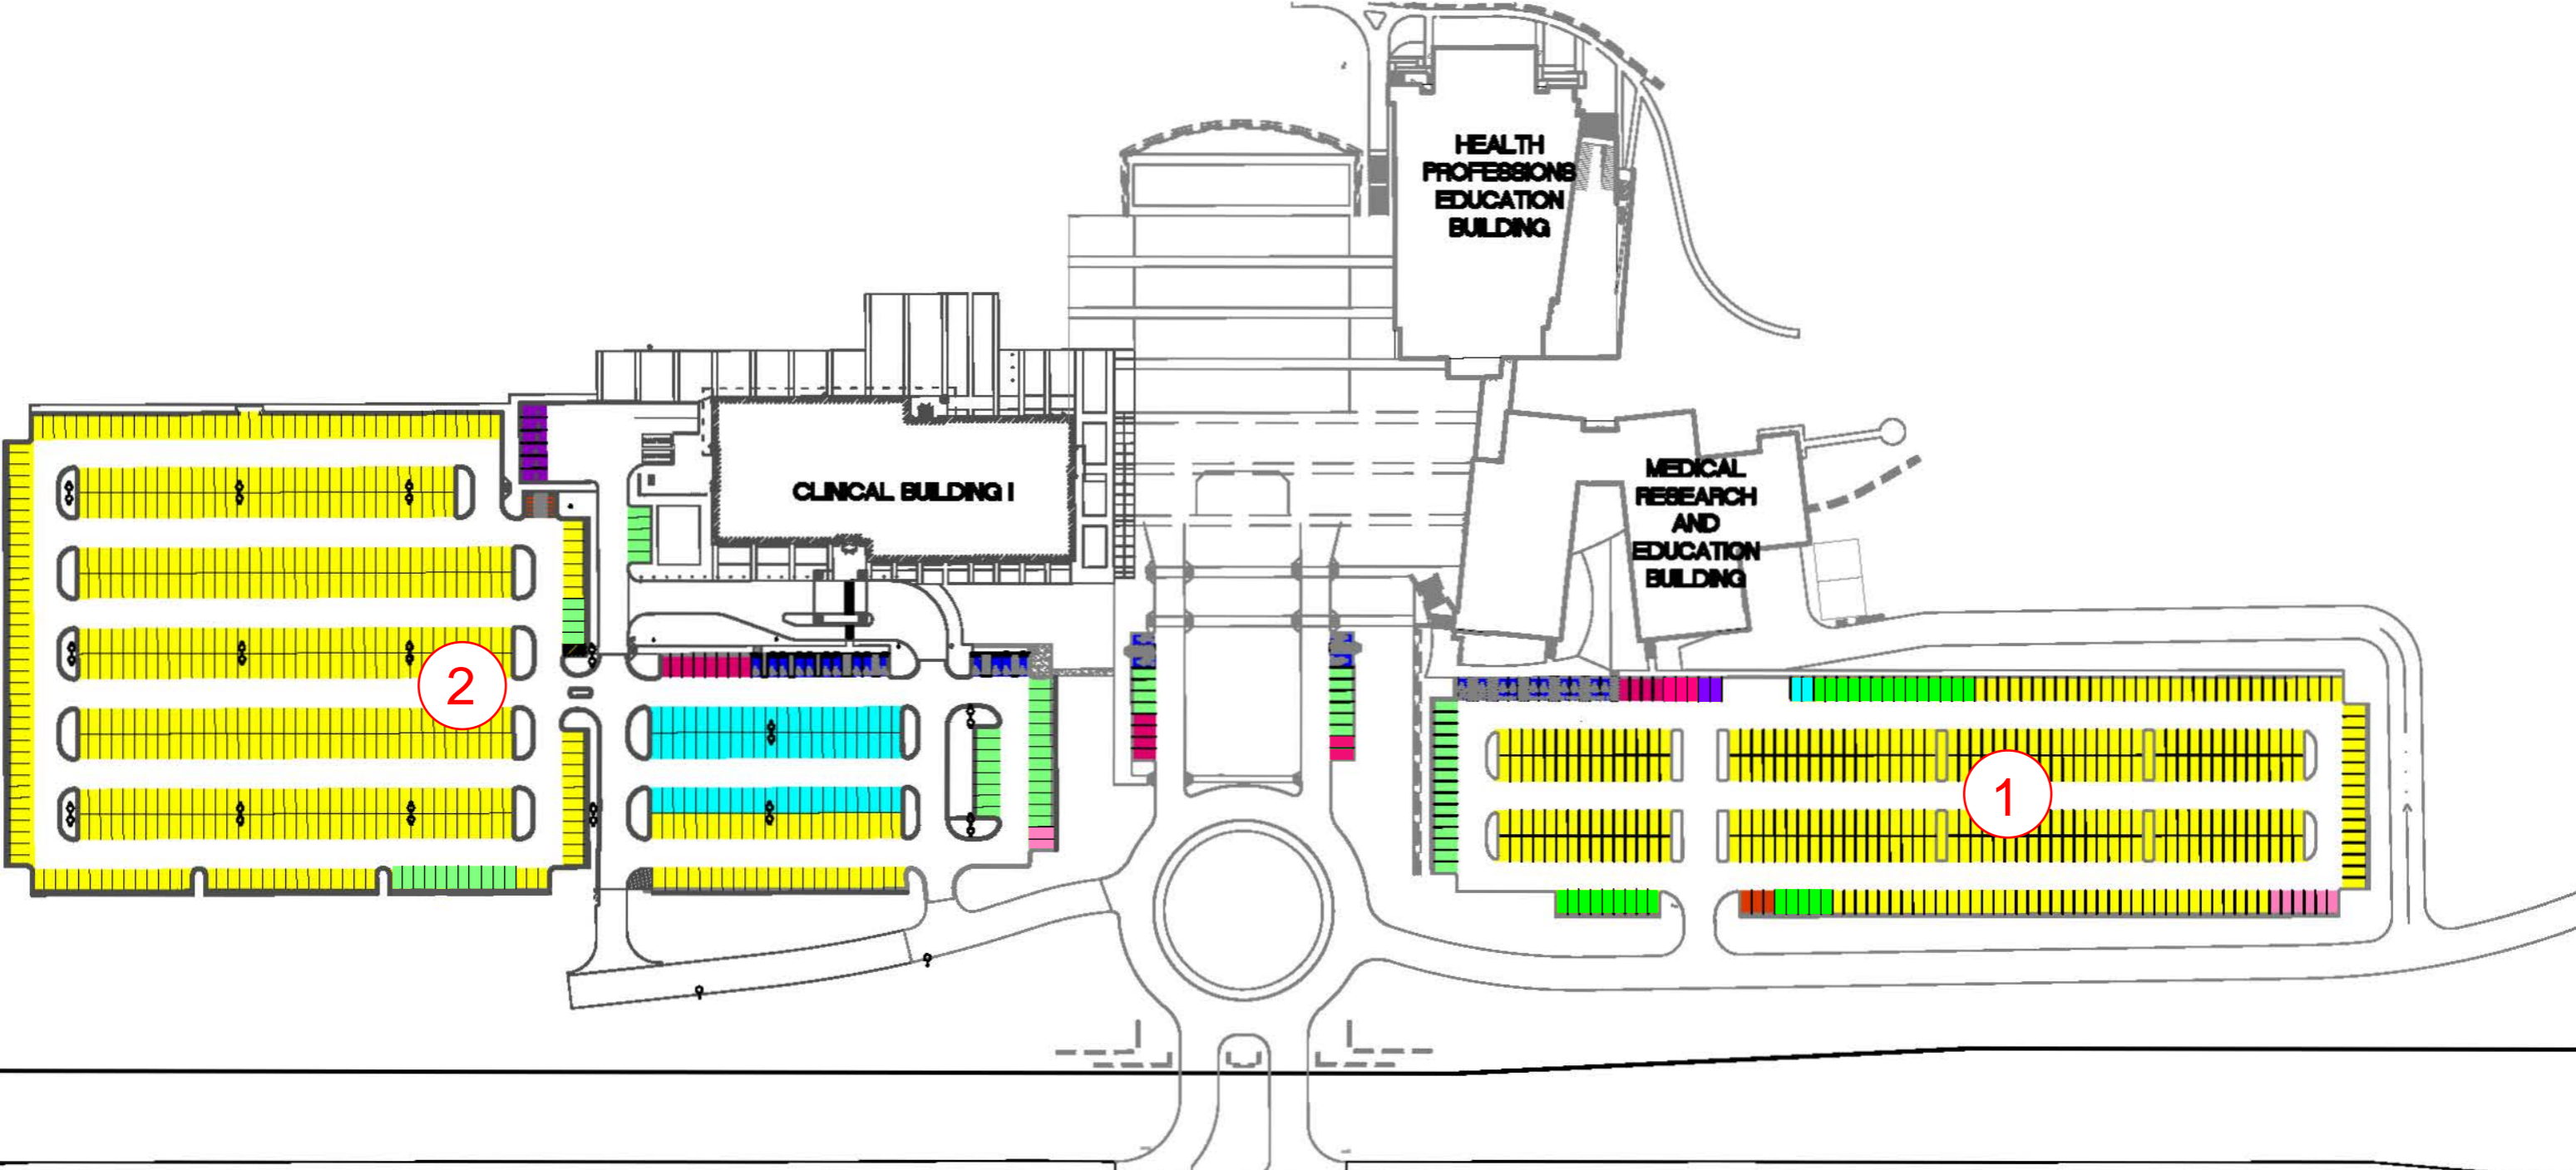 HEALTH
PROFESSIONS
EDUCATION
BUILDING
CLINICAL BUILDING I
MEDICAL
RESEARCH
AND
EDUCATION
BUILDING
2
1